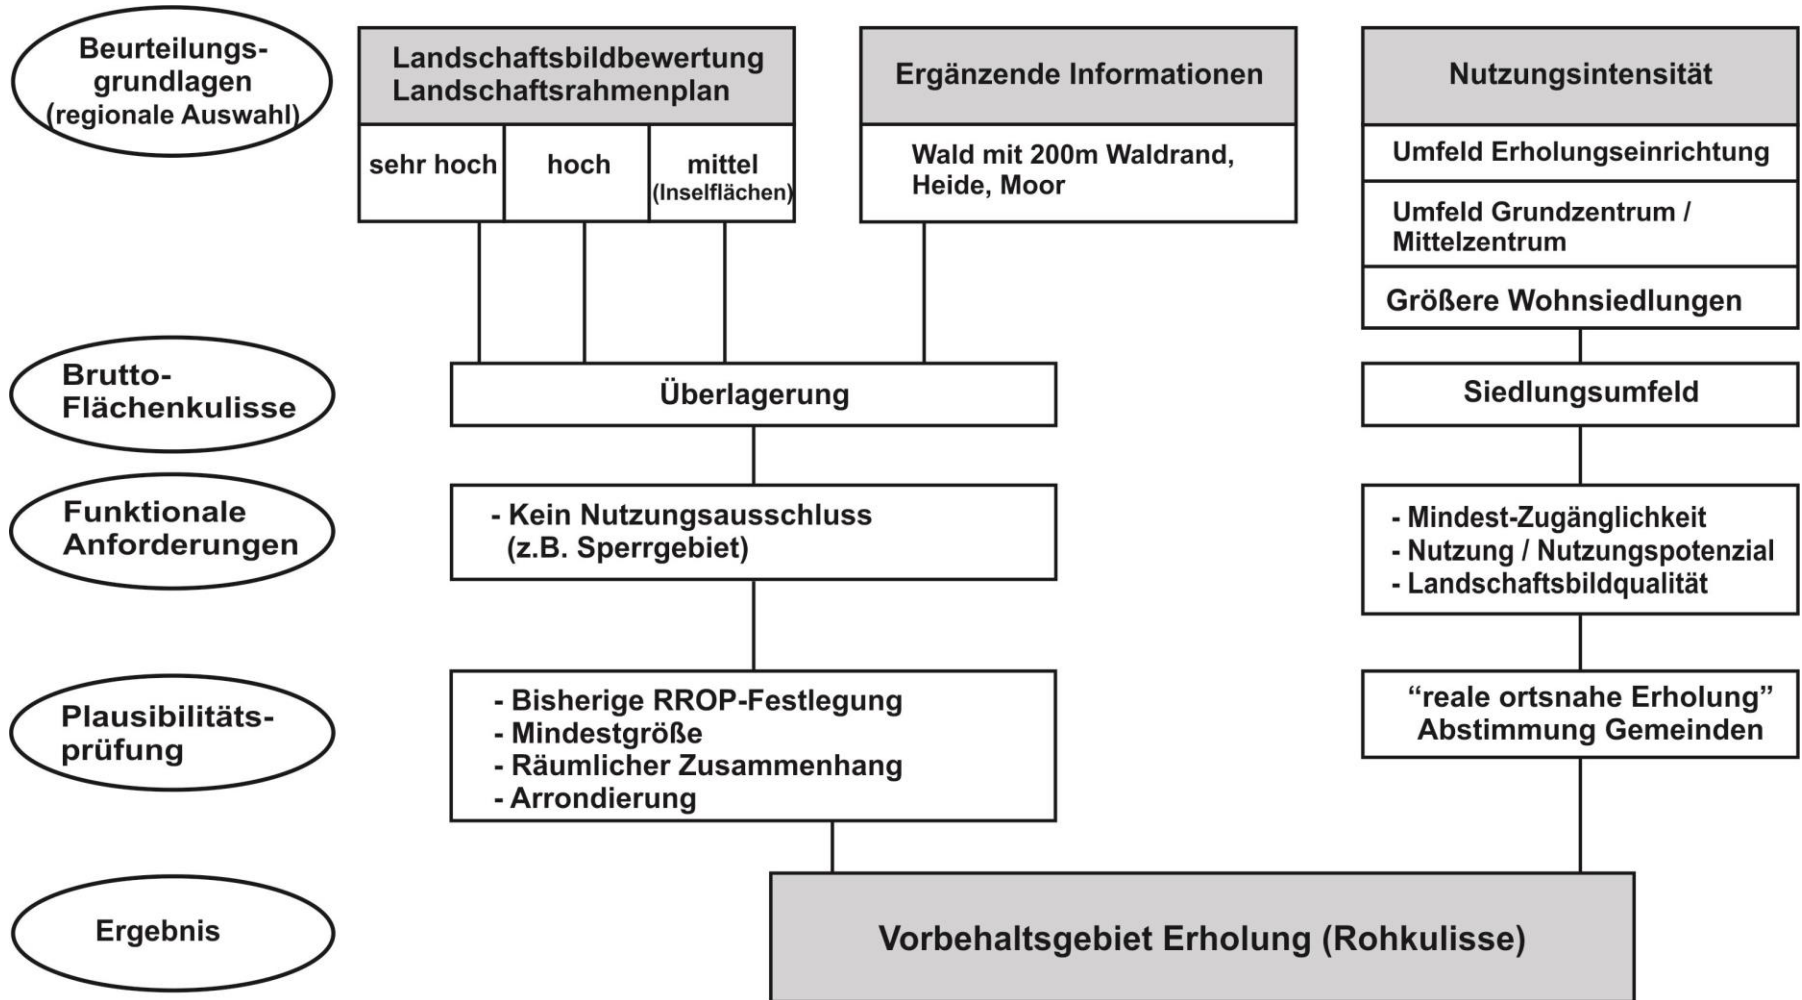 Beurteilungs-
grundlagen
(regionale Auswahl)
Landschaftsbildbewertung
Landschaftsrahmenplan
sehr hoch
hoch
mittel
(Inselflächen)
Ergänzende Informationen
Wald mit 200m Waldrand,
Heide, Moor
Nutzungsintensität
Umfeld Erholungseinrichtung
Umfeld Grundzentrum /
Mittelzentrum
Größere Wohnsiedlungen
Brutto-
Flächenkulisse
Überlagerung
Siedlungsumfeld
Funktionale
Anforderungen
- Kein Nutzungsausschluss
(z.B. Sperrgebiet)
- Mindest-Zugänglichkeit
- Nutzung / Nutzungspotenzial
- Landschaftsbildqualität
Plausibilitäts-
prüfung
- Bisherige RROP-Festlegung
- Mindestgröße
- Räumlicher Zusammenhang
- Arrondierung
“reale ortsnahe Erholung”
Abstimmung Gemeinden
Ergebnis
Vorbehaltsgebiet Erholung (Rohkulisse)